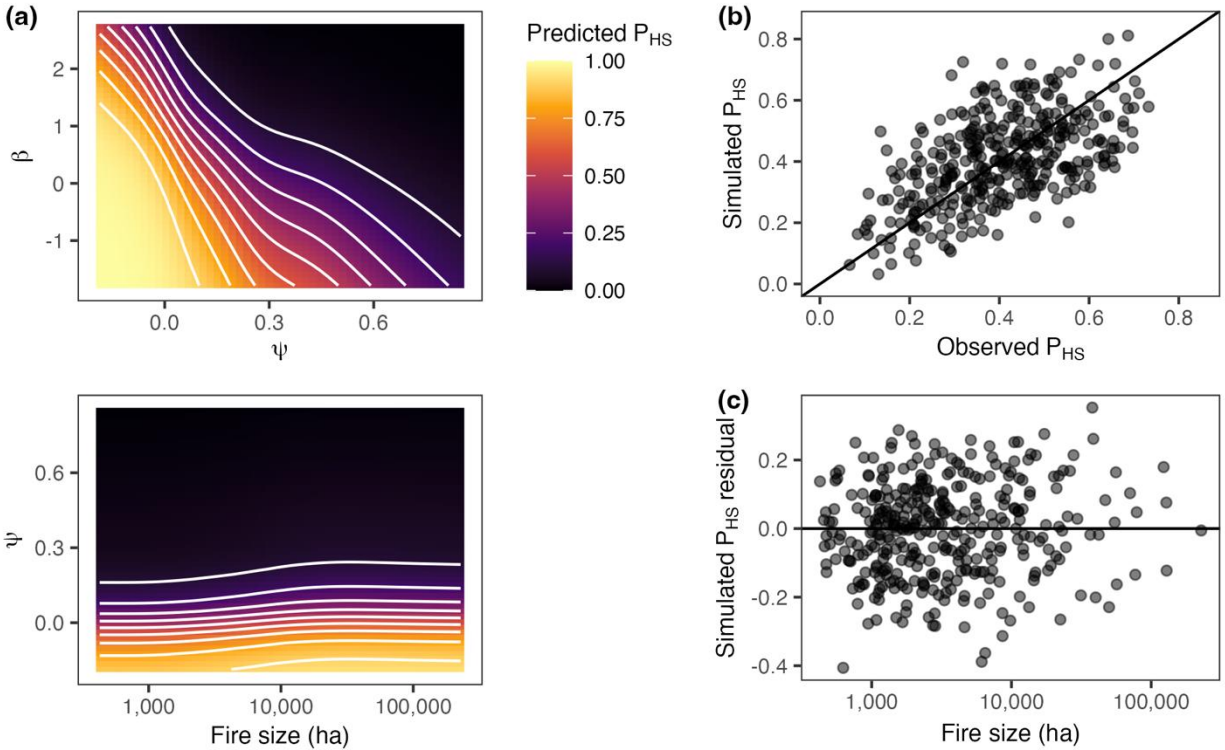 (a)
Predicted P_HS
1.00
0.75
0.50
0.25
0.00
β
2
1
0
-1
0.0 0.3 0.6
ψ
(b)
Simulated P_HS
0.8
0.6
0.4
0.2
0.0
0.0 0.2 0.4 0.6 0.8
Observed P_HS
ψ
0.6
0.3
0.0
1,000 10,000 100,000
Fire size (ha)
(c)
Simulated P_HS residual
0.2
0.0
-0.2
-0.4
1,000 10,000 100,000
Fire size (ha)